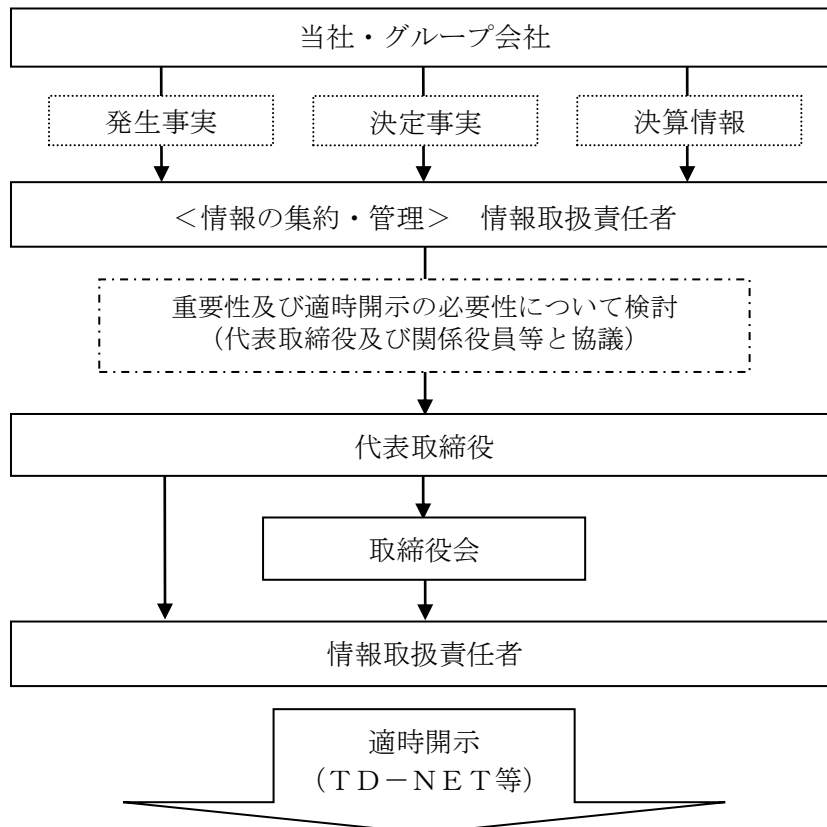 当社・グループ会社
発生事実
決定事実
決算情報
＜情報の集約・管理＞　情報取扱責任者
重要性及び適時開示の必要性について検討
（代表取締役及び関係役員等と協議）
代表取締役
取締役会
情報取扱責任者
適時開示
（ＴＤ－ＮＥＴ等）